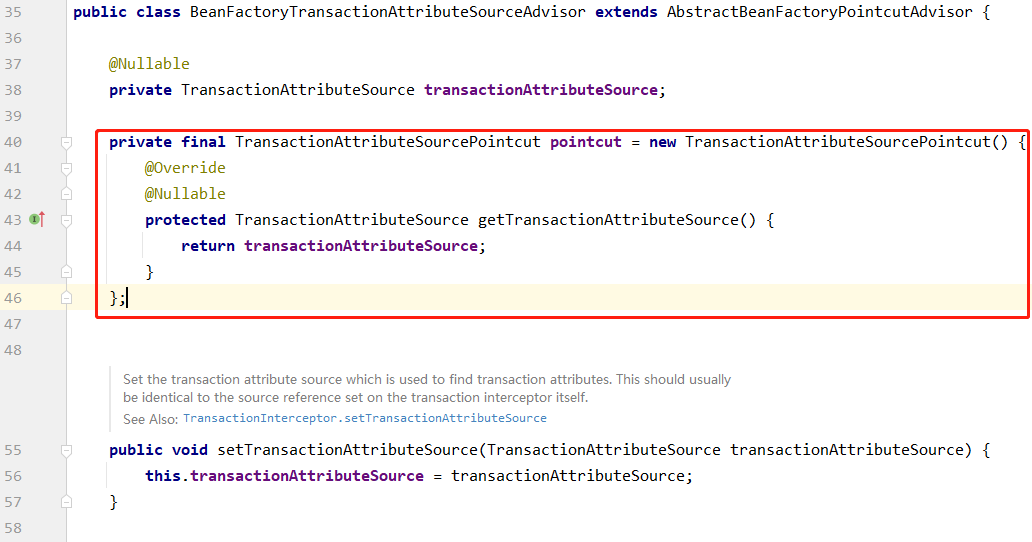 35 public class BeanFactoryTransactionAttributeSourceAdvisor extends AbstractBeanFactoryPointcutAdvisor {
36
37 @Nullable
38 private TransactionAttributeSource transactionAttributeSource;
39
40 private final TransactionAttributeSourcePointcut pointcut = new TransactionAttributeSourcePointcut() {
41 @Override
42 @Nullable
43 protected TransactionAttributeSource getTransactionAttributeSource() {
44 return transactionAttributeSource;
45 }
46 };
47
48
Set the transaction attribute source which is used to find transaction attributes. This should usually
be identical to the source reference set on the transaction interceptor itself.
See Also: TransactionInterceptor.setTransactionAttributeSource
55 public void setTransactionAttributeSource(TransactionAttributeSource transactionAttributeSource) {
56 this.transactionAttributeSource = transactionAttributeSource;
57 }
58